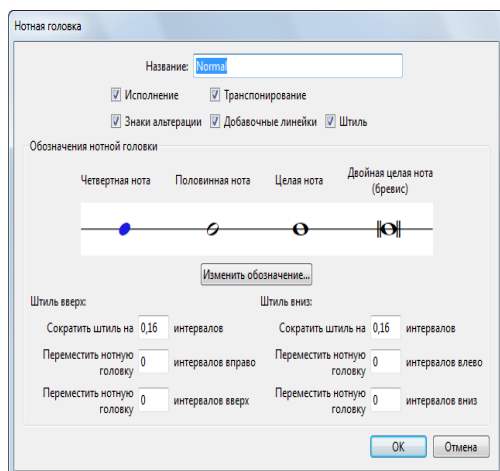 Нотная головка
Название: Normal
Исполнение Транспонирование
Знаки альтерации Добавочные линейки Штиль
Обозначения нотной головки
Четвертная нота Половинная нота Целая нота Двойная целая нота
(бревис)
Изменить обозначение...
Штиль вверх: Штиль вниз:
Сократить штиль на 0,16 интервалов Сократить штиль на 0,16 интервалов
Переместить нотную
головку 0 интервалов вправо Переместить нотную
головку 0 интервалов влево
Переместить нотную
головку 0 интервалов вверх Переместить нотную
головку 0 интервалов вниз
OK Отмена